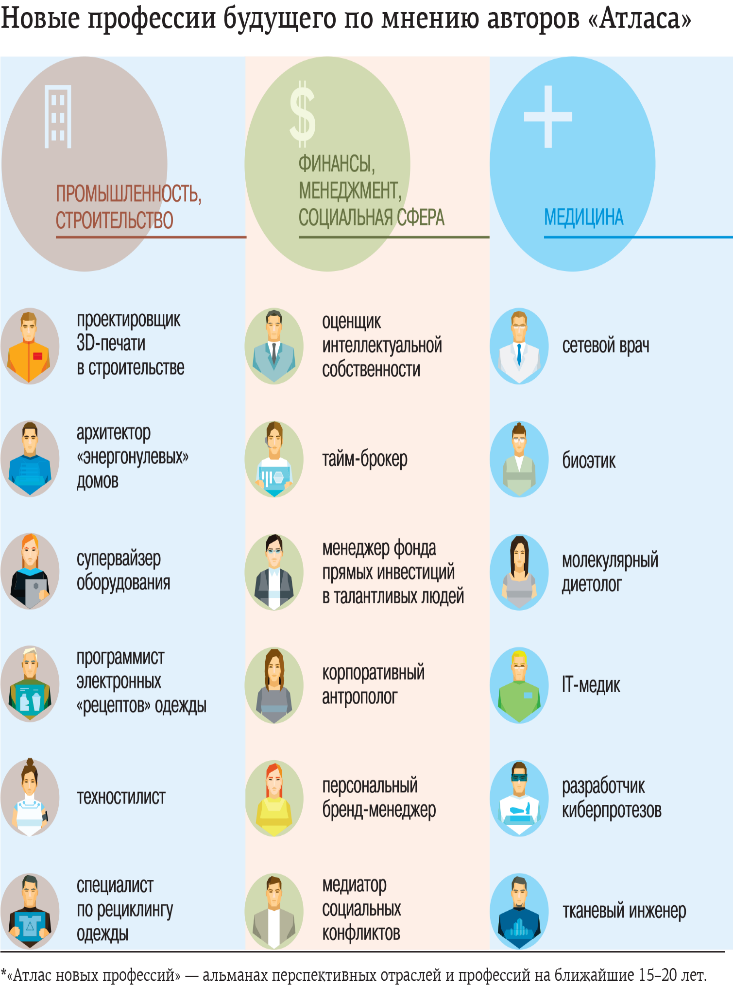 Новые профессии будущего по мнению авторов «Атласа»
ПРОМЫШЛЕННОСТЬ,
СТРОИТЕЛЬСТВО
проектировщик
3D-печати
в строительстве
архитектор
«энергонулевых»
домов
супервайзер
оборудования
программист
электронных
«рецептов» одежды
техностилист
специалист
по рециклингу
одежды
$
ФИНАНСЫ,
МЕНЕДЖМЕНТ,
СОЦИАЛЬНАЯ СФЕРА
оценщик
интеллектуальной
собственности
тайм-брокер
менеджер фонда
прямых инвестиций
в талантливых людей
корпоративный
антрополог
персональный
бренд-менеджер
медиатор
социальных
конфликтов
МЕДИЦИНА
сетевой врач
биоэтик
молекулярный
диетолог
IT-медик
разработчик
киберпротезов
тканевый инженер
*«Атлас новых профессий» — альманах перспективных отраслей и профессий на ближайшие 15–20 лет.